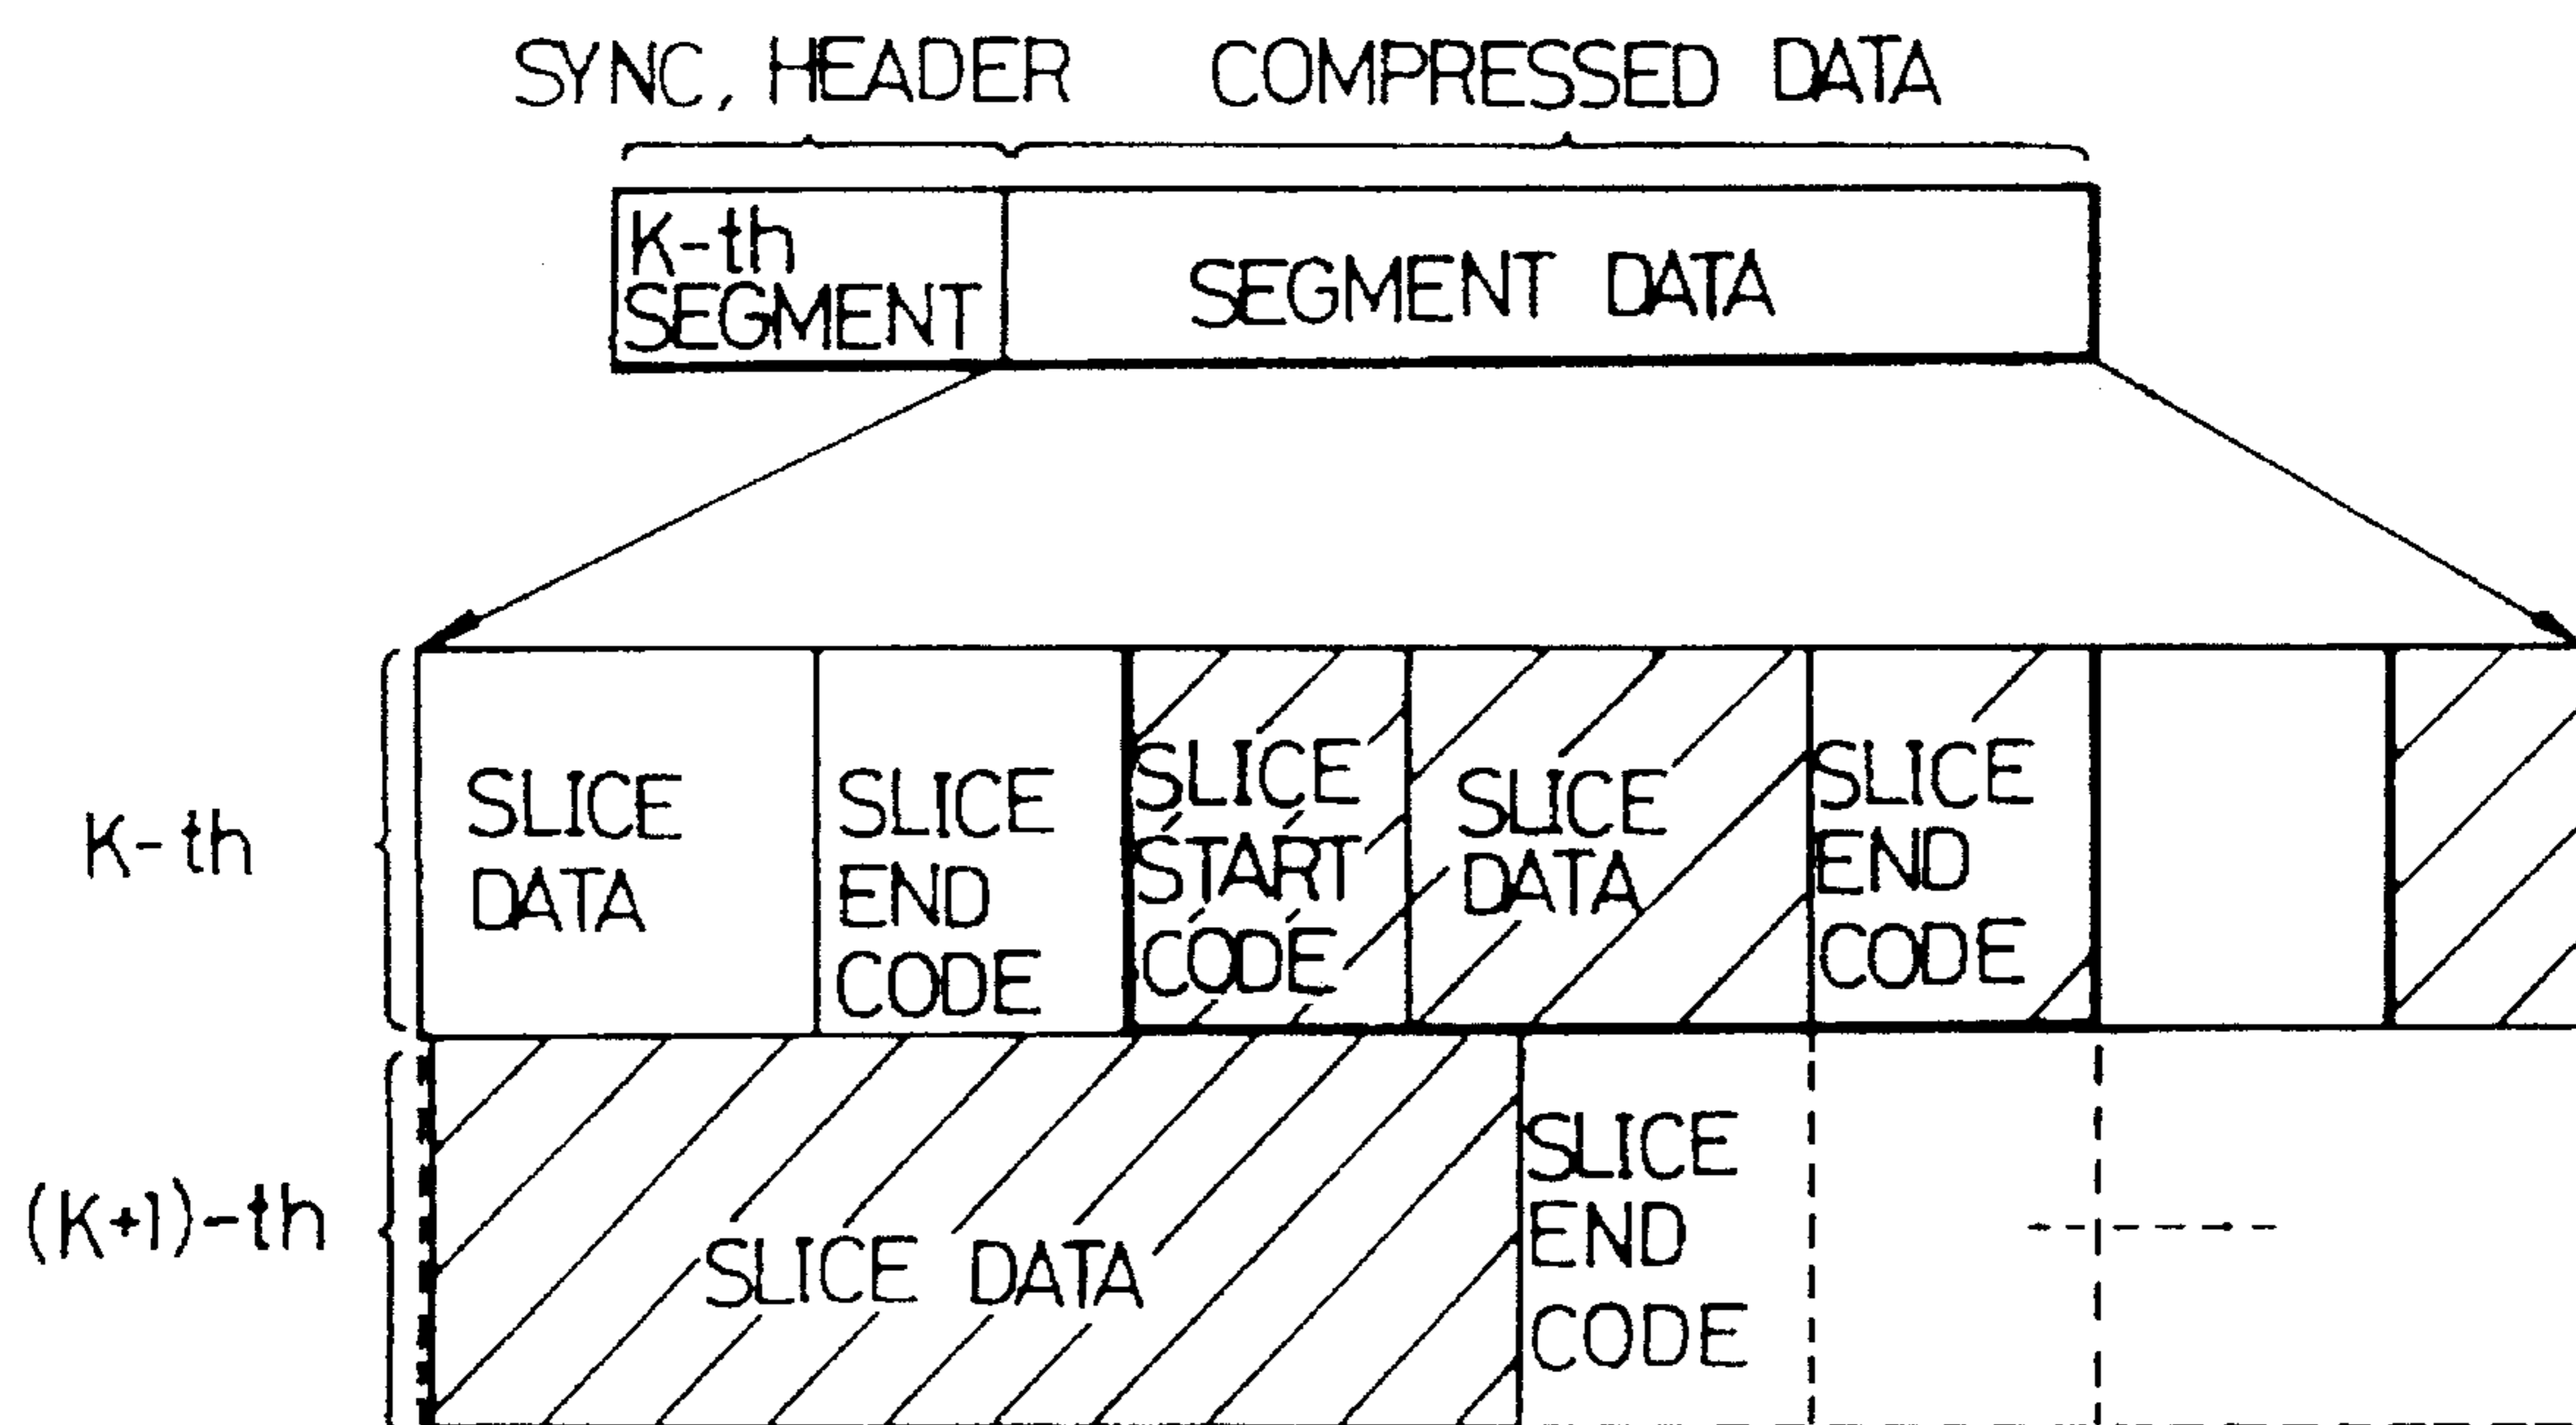 SYNC, HEADER COMPRESSED DATA
K-th
SEGMENT
SEGMENT DATA
K-th
SLICE
DATA
SLICE
END
CODE
SLICE
START
CODE
SLICE
DATA
SLICE
END
CODE
(K+1)-th
SLICE DATA
SLICE
END
CODE